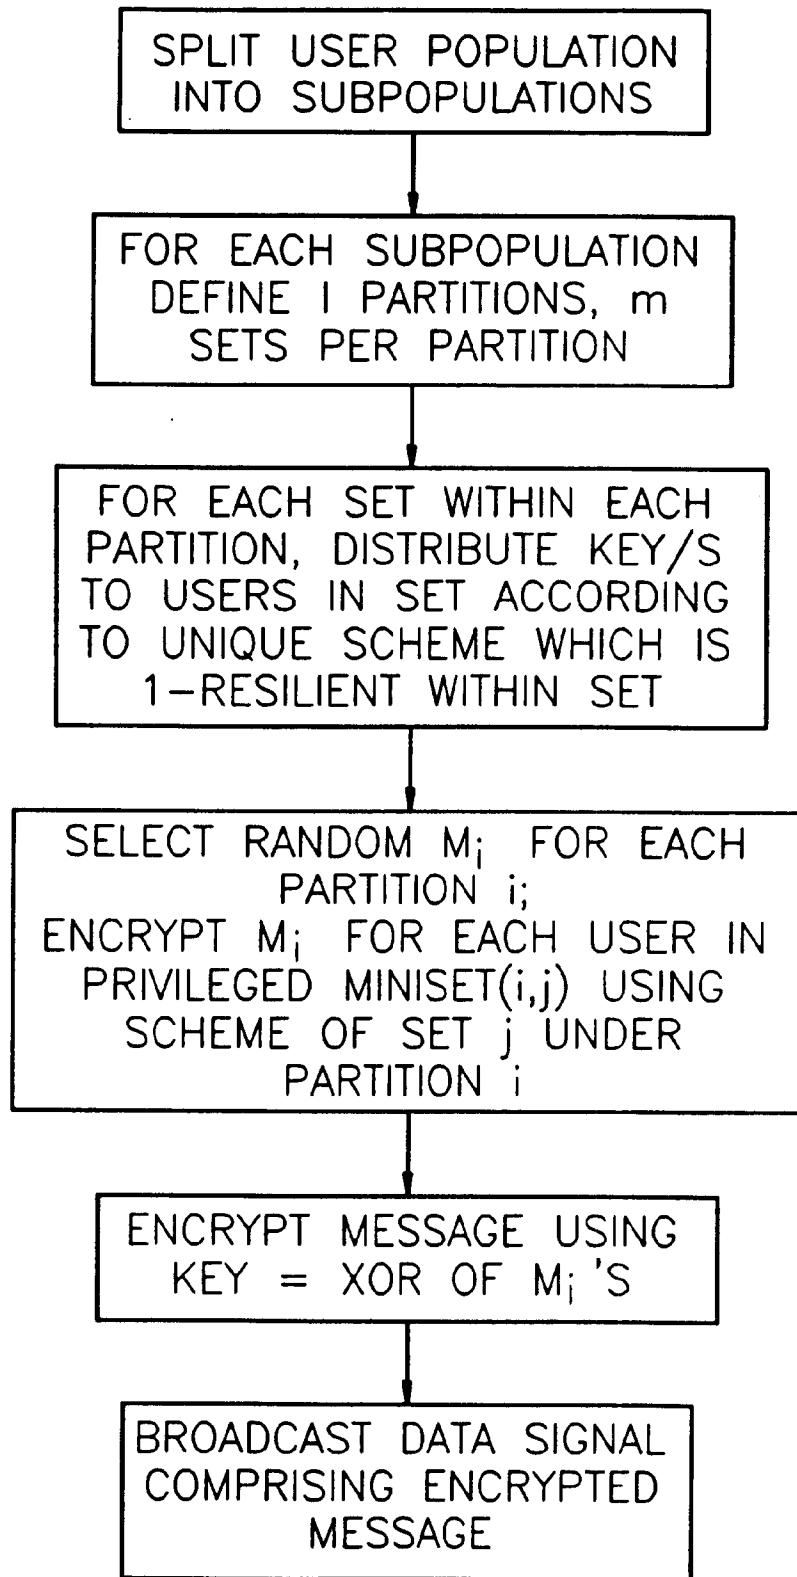 SPLIT USER POPULATION
INTO SUBPOPULATIONS
FOR EACH SUBPOPULATION
DEFINE l PARTITIONS, m
SETS PER PARTITION
FOR EACH SET WITHIN EACH
PARTITION, DISTRIBUTE KEY/S
TO USERS IN SET ACCORDING
TO UNIQUE SCHEME WHICH IS
1-RESILIENT WITHIN SET
SELECT RANDOM Mi FOR EACH
PARTITION i;
ENCRYPT Mi FOR EACH USER IN
PRIVILEGED MINISET(i,j) USING
SCHEME OF SET j UNDER
PARTITION i
ENCRYPT MESSAGE USING
KEY = XOR OF Mi'S
BROADCAST DATA SIGNAL
COMPRISING ENCRYPTED
MESSAGE